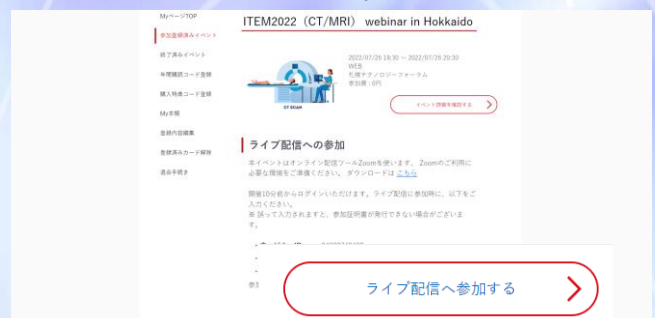 MyページTOP
参加登録済みイベント
終了済みイベント
年間購読コード登録
購入特典コード登録
My本棚
登録内容編集
登録済みカード解除
退会手続き
ITEM2022（CT/MRI） webinar in Hokkaido
CT SCAN
WEB
札幌テクノロジーフォーラム
参加費：0円
イベント詳細を確認する
ライブ配信への参加
本イベントはオンライン配信ツールZoomを使います。 Zoomのご利用に
必要な環境をご準備ください。 ダウンロードは こちら
開催10分前からログインいただけます。ライブ配信に参加時に、以下をご
入力ください。
※ 誤って入力されますと、参加証明書が発行できない場合がございま
す。
ライブ配信へ参加する